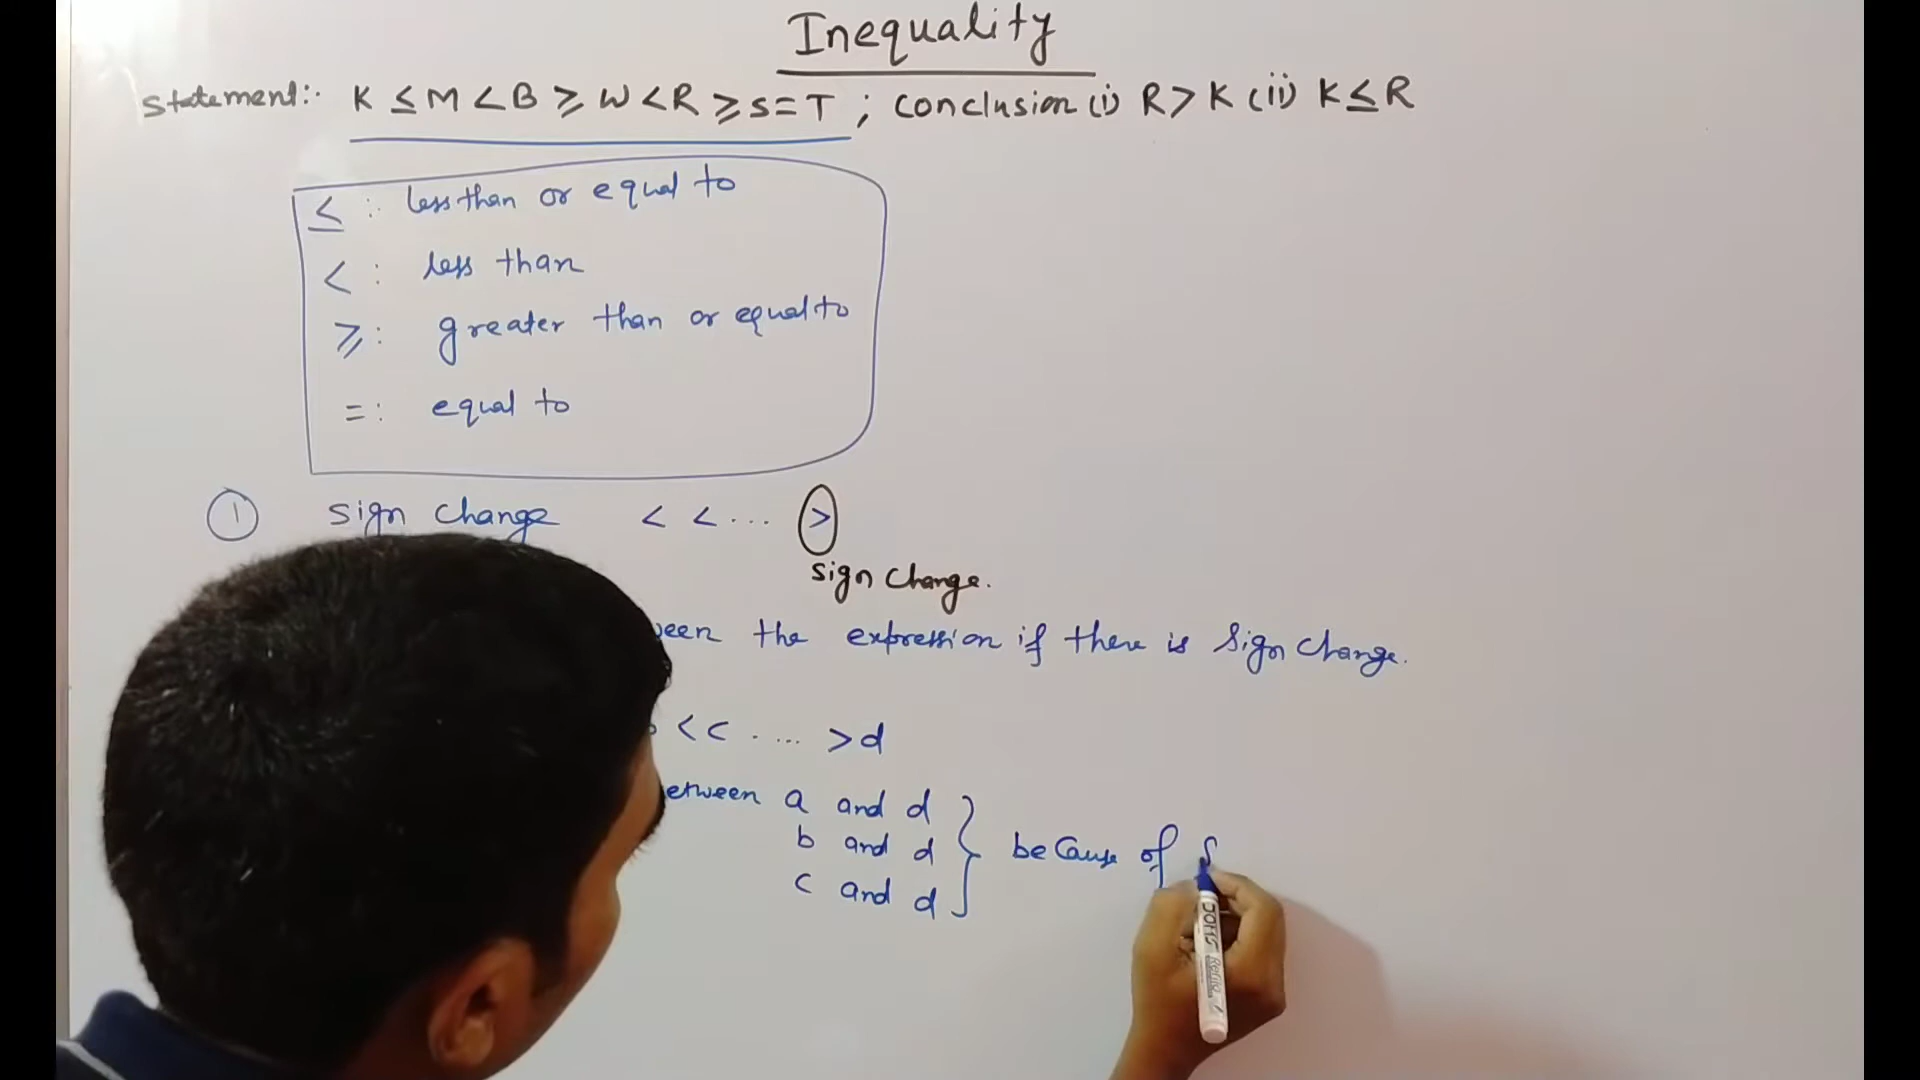 Inequality
Statement:- K ≤ M < B ≥ W < R ≥ S = T ; Conclusion (i) R > K (ii) K ≤ R
≤ : less than or equal to
< : less than
≥ : greater than or equal to
= : equal to
1 sign change < < ... >
sign change.
een the expression if there is sign change.
< c ..... > d
etween a and d
b and d
c and d
because of
DOMS